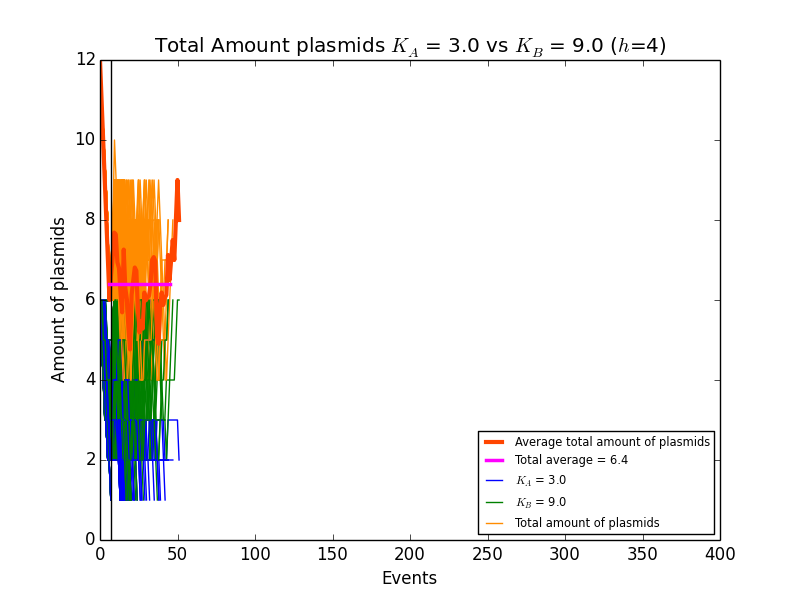 Total Amount plasmids K_A = 3.0 vs K_B = 9.0 (h=4)
12
10
8
6
4
2
0
Amount of plasmids
0 50 100 150 200 250 300 350 400
Events
Average total amount of plasmids
Total average = 6.4
K_A = 3.0
K_B = 9.0
Total amount of plasmids